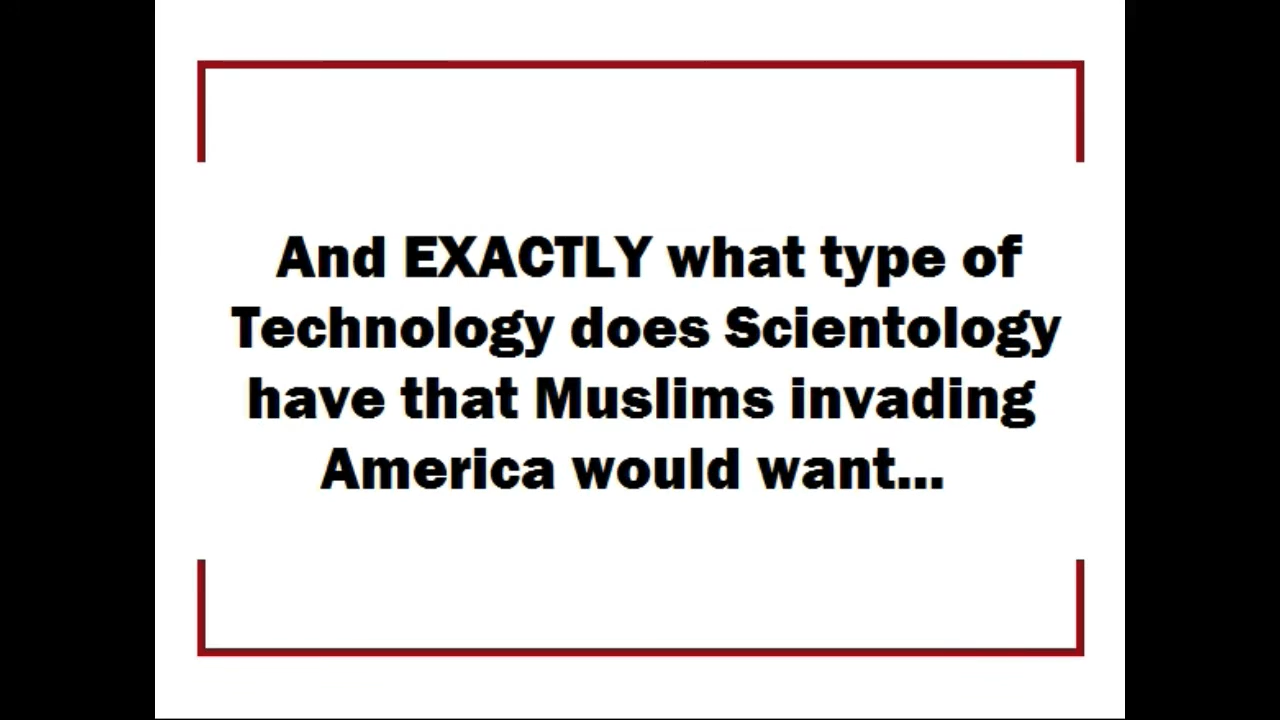 And EXACTLY what type of
Technology does Scientology
have that Muslims invading
America would want...